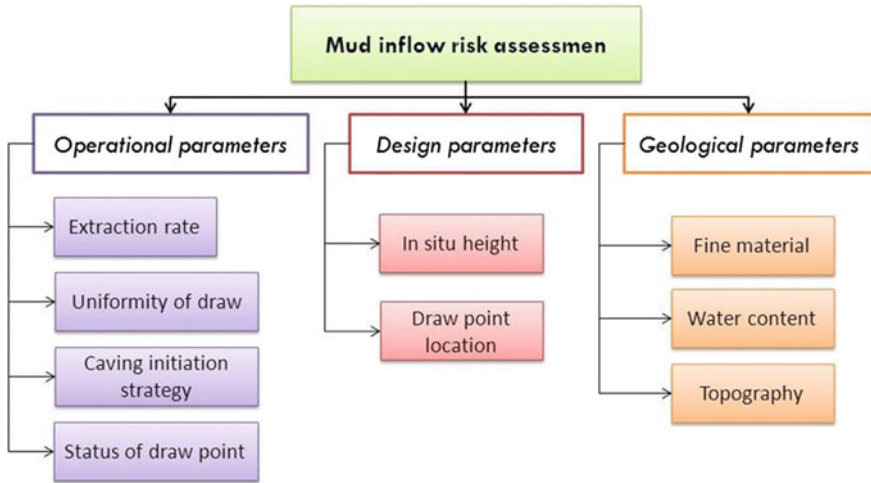 Mud inflow risk assessmen
Operational parameters
Extraction rate
Uniformity of draw
Caving initiation
strategy
Status of draw point
Design parameters
In situ height
Draw point
location
Geological parameters
Fine material
Water content
Topography